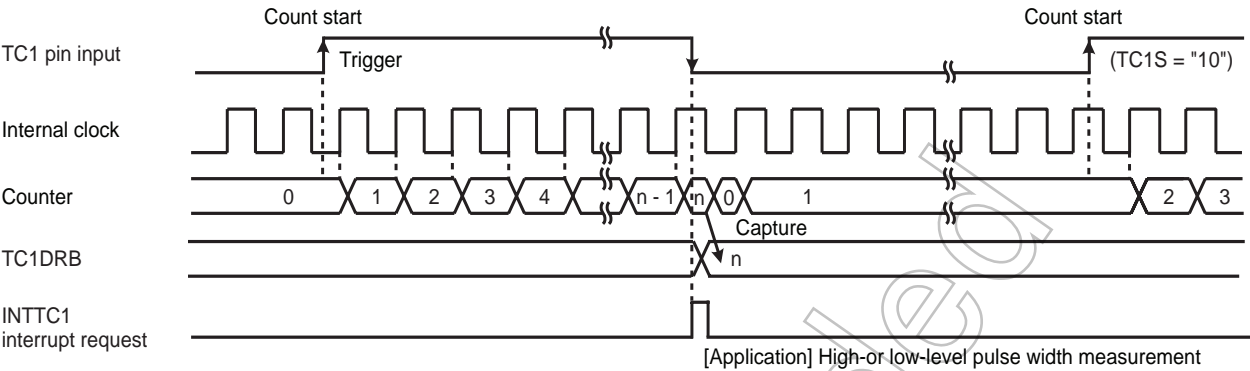 Count start
Count start
TC1 pin input
Trigger
(TC1S = "10")
Internal clock
Counter
0 1 2 3 4 n - 1 n 0 1 2 3
Capture
TC1DRB
n
INTTC1
interrupt request
[Application] High-or low-level pulse width measurement